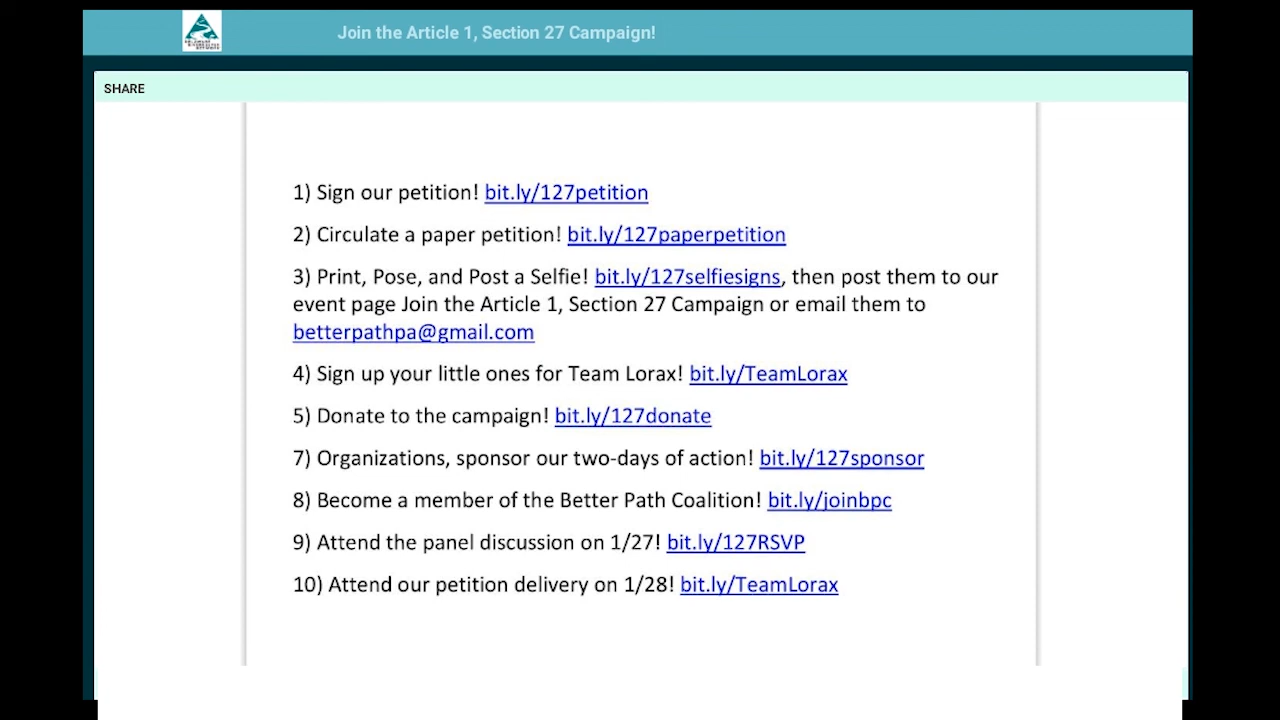 Join the Article 1, Section 27 Campaign!
DELAWARE
RIVERKEEPER
NETWORK
SHARE
1) Sign our petition! bit.ly/127petition
2) Circulate a paper petition! bit.ly/127paperpetition
3) Print, Pose, and Post a Selfie! bit.ly/127selfiesigns, then post them to our
event page Join the Article 1, Section 27 Campaign or email them to
betterpathpa@gmail.com
4) Sign up your little ones for Team Lorax! bit.ly/TeamLorax
5) Donate to the campaign! bit.ly/127donate
7) Organizations, sponsor our two-days of action! bit.ly/127sponsor
8) Become a member of the Better Path Coalition! bit.ly/joinbpc
9) Attend the panel discussion on 1/27! bit.ly/127RSVP
10) Attend our petition delivery on 1/28! bit.ly/TeamLorax